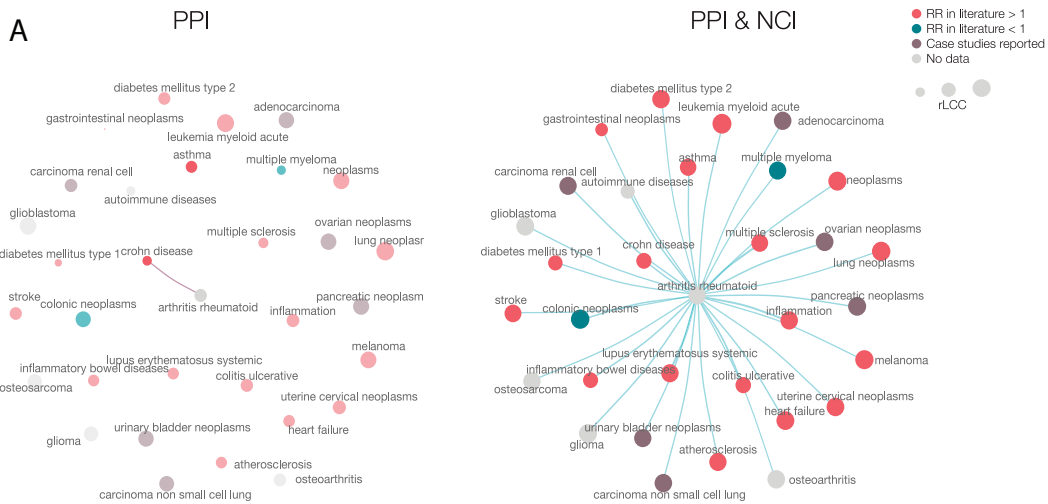 A
PPI
PPI & NCI
RR in literature > 1
RR in literature < 1
Case studies reported
No data
rLCC
diabetes mellitus type 2
gastrointestinal neoplasms
adenocarcinoma
leukemia myeloid acute
asthma
multiple myeloma
carcinoma renal cell
neoplasms
autoimmune diseases
glioblastoma
ovarian neoplasms
multiple sclerosis
lung neoplasr
diabetes mellitus type 1
crohn disease
stroke
colonic neoplasms
arthritis rheumatoid
pancreatic neoplasm
inflammation
melanoma
lupus erythematosus systemic
inflammatory bowel diseases
colitis ulcerative
osteosarcoma
uterine cervical neoplasms
urinary bladder neoplasms
heart failure
glioma
atherosclerosis
osteoarthritis
carcinoma non small cell lung
diabetes mellitus type 2
leukemia myeloid acute
gastrointestinal neoplasms
adenocarcinoma
asthma
multiple myeloma
carcinoma renal cell
autoimmune diseases
neoplasms
glioblastoma
multiple sclerosis
ovarian neoplasms
crohn disease
diabetes mellitus type 1
lung neoplasms
arthritis rheumatoid
stroke
colonic neoplasms
pancreatic neoplasms
inflammation
lupus erythematosus systemic
melanoma
inflammatory bowel diseases
colitis ulcerative
osteosarcoma
uterine cervical neoplasms
heart failure
urinary bladder neoplasms
glioma
atherosclerosis
osteoarthritis
carcinoma non small cell lung